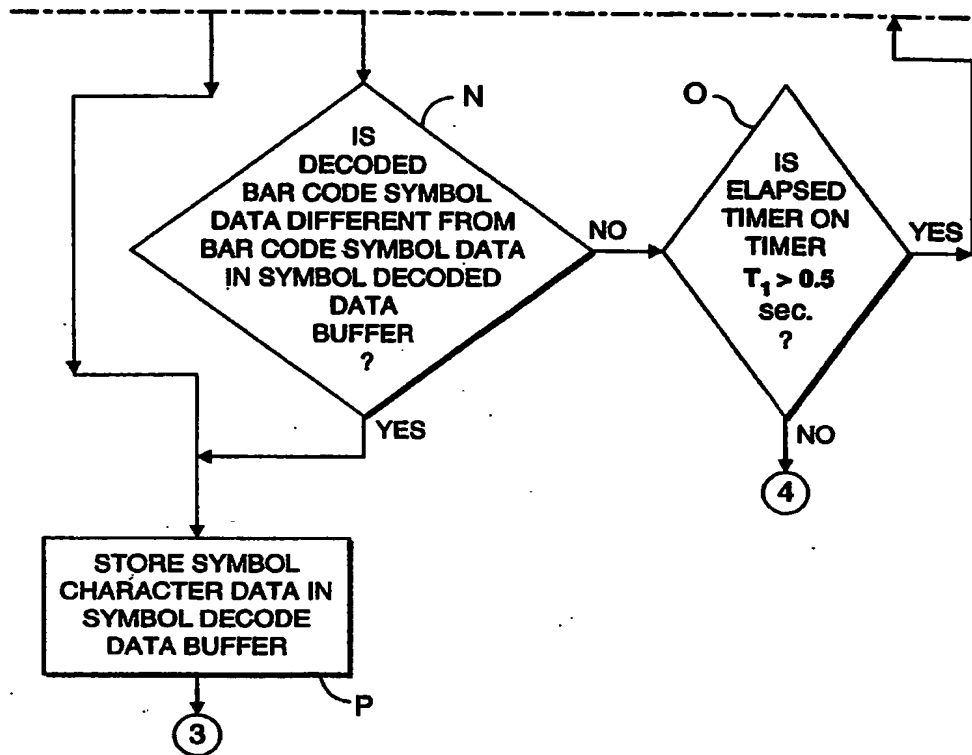 N
IS
DECODED
BAR CODE SYMBOL
DATA DIFFERENT FROM
BAR CODE SYMBOL DATA
IN SYMBOL DECODED
DATA
BUFFER
?
NO
YES
O
IS
ELAPSED
TIMER ON
TIMER
T₁ > 0.5
sec.
?
YES
NO
4
STORE SYMBOL
CHARACTER DATA IN
SYMBOL DECODE
DATA BUFFER
P
3